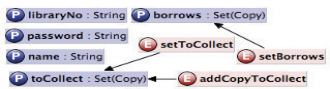 P libraryNo : String
P borrows : Set(Copy)
P password : String
E setToCollect
P name : String
E setBorrows
P toCollect : Set(Copy)
E addCopyToCollect